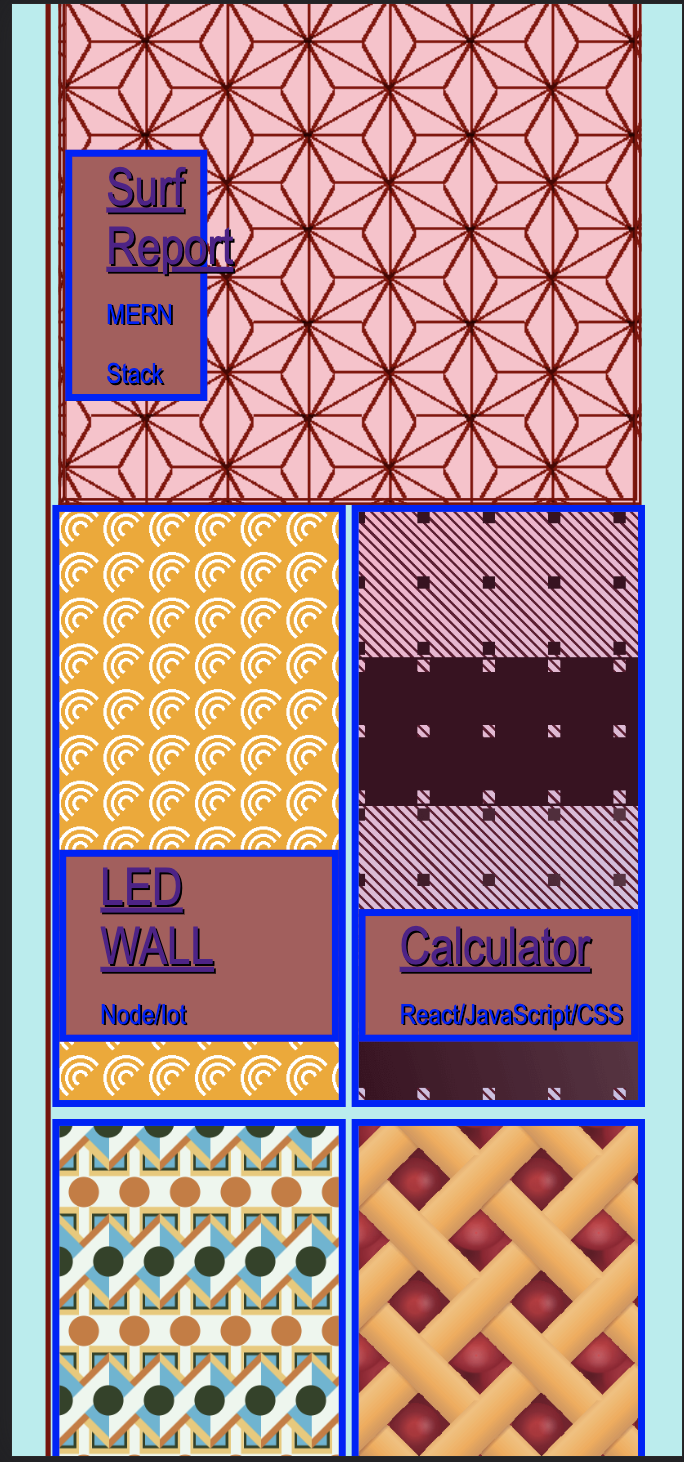 Surf
Report
MERN
Stack
LED
WALL
Node/Iot
Calculator
React/JavaScript/CSS